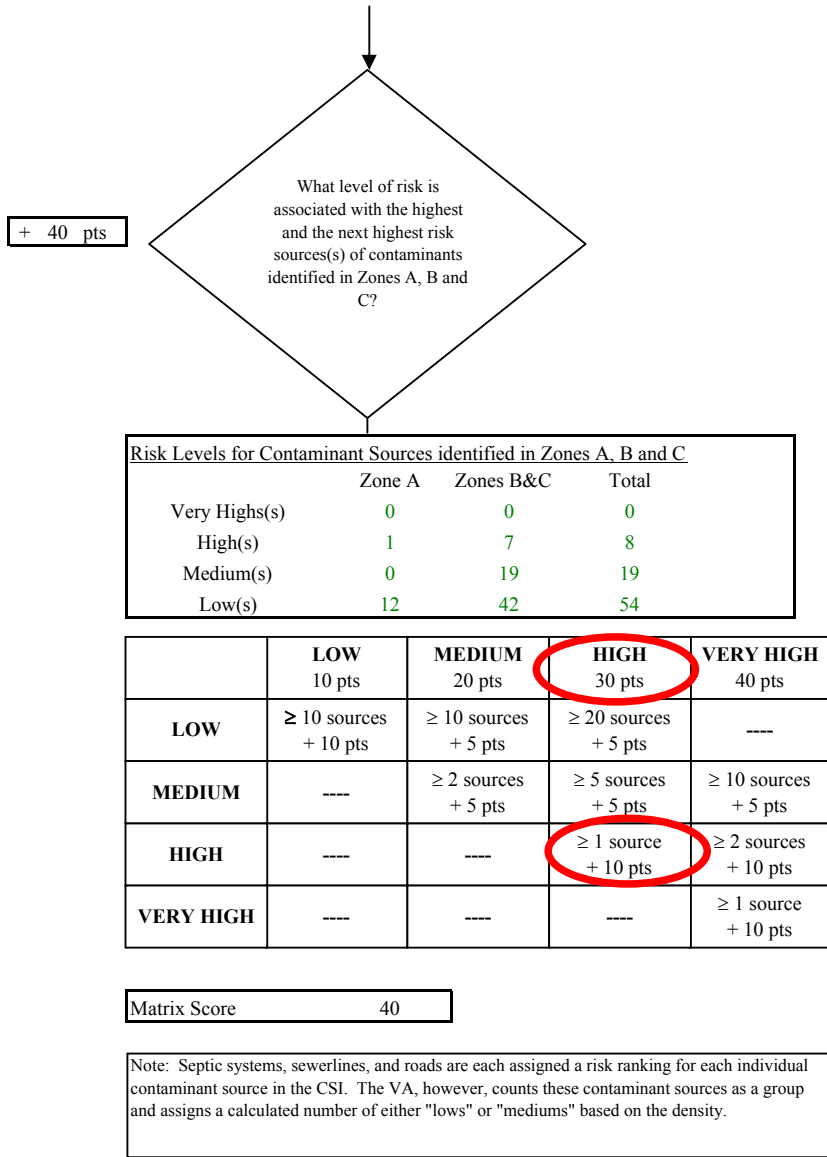 What level of risk is
associated with the highest
and the next highest risk
sources(s) of contaminants
identified in Zones A, B and
C?
+ 40 pts
Risk Levels for Contaminant Sources identified in Zones A, B and C
Zone A Zones B&C Total
Very Highs(s) 0 0 0
High(s) 1 7 8
Medium(s) 0 19 19
Low(s) 12 42 54
LOW MEDIUM HIGH VERY HIGH
10 pts 20 pts 30 pts 40 pts
LOW ≥ 10 sources ≥ 10 sources ≥ 20 sources ----
+ 10 pts + 5 pts + 5 pts
MEDIUM ---- ≥ 2 sources ≥ 5 sources ≥ 10 sources
+ 5 pts + 5 pts + 5 pts
HIGH ---- ---- ≥ 1 source ≥ 2 sources
+ 10 pts + 10 pts
VERY HIGH ---- ---- ---- ≥ 1 source
+ 10 pts
Matrix Score 40
Note: Septic systems, sewerlines, and roads are each assigned a risk ranking for each individual
contaminant source in the CSI. The VA, however, counts these contaminant sources as a group
and assigns a calculated number of either "lows" or "mediums" based on the density.